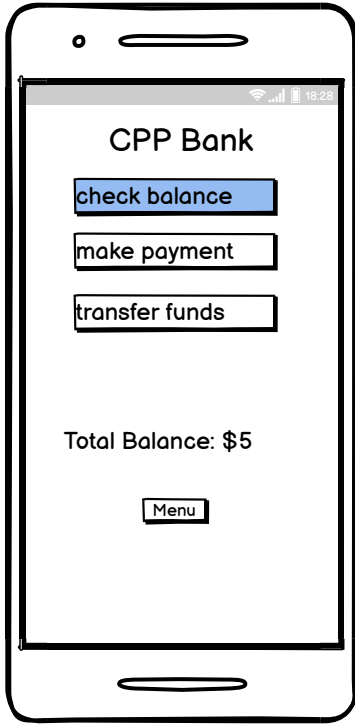 18:28
CPP Bank
check balance
make payment
transfer funds
Total Balance: $5
Menu